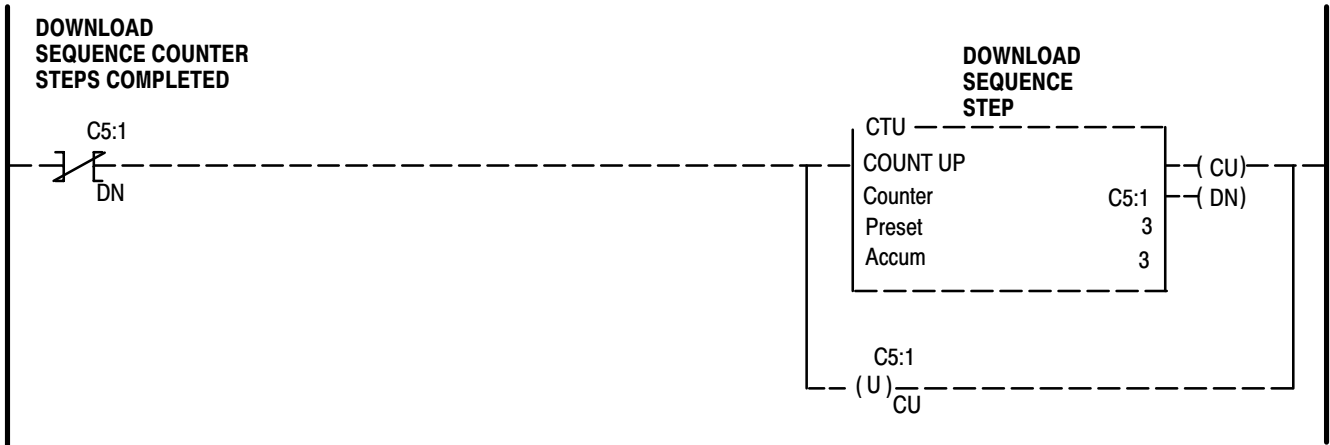 DOWNLOAD
SEQUENCE COUNTER
STEPS COMPLETED
C5:1
DN
DOWNLOAD
SEQUENCE
STEP
CTU
COUNT UP
Counter C5:1
Preset 3
Accum 3
(CU)
(DN)
C5:1
(U)
CU